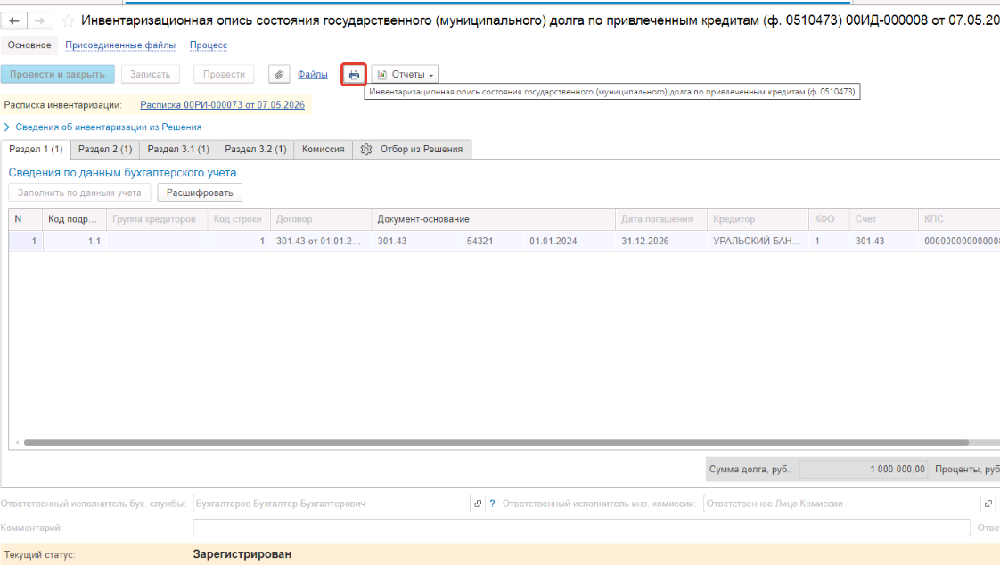 Инвентаризационная опись состояния государственного (муниципального) долга по привлеченным кредитам (ф. 0510473) 00ИД-000008 от 07.05.20
Основное Присоединенные файлы Процесс
Провести и закрыть Записать Провести Файлы Отчеты
Инвентаризационная опись состояния государственного (муниципального) долга по привлеченным кредитам (ф. 0510473)
Расписка инвентаризации: Расписка 00РИ-000073 от 07.05.2026
Сведения об инвентаризации из Решения
Раздел 1 (1) Раздел 2 (1) Раздел 3.1 (1) Раздел 3.2 (1) Комиссия Отбор из Решения
Сведения по данным бухгалтерского учета
Заполнить по данным учета Расшифровать
N Код подр... Группа кредиторов Код строки Договор Документ-основание Дата погашения Кредитор КФО Счет КПС
1 1.1 1 301.43 от 01.01.2... 301.43 54321 01.01.2024 31.12.2026 УРАЛЬСКИЙ БАН... 1 301.43 000000000000008
Сумма долга, руб.: 1 000 000,00 Проценты, руб
Ответственный исполнитель бух. службы: Бухгалтеров Бухгалтер Бухгалтерович ? Ответственный исполнитель инв. комиссии: Ответственное Лицо Комиссии
Комментарий: Отве
Текущий статус: Зарегистрирован